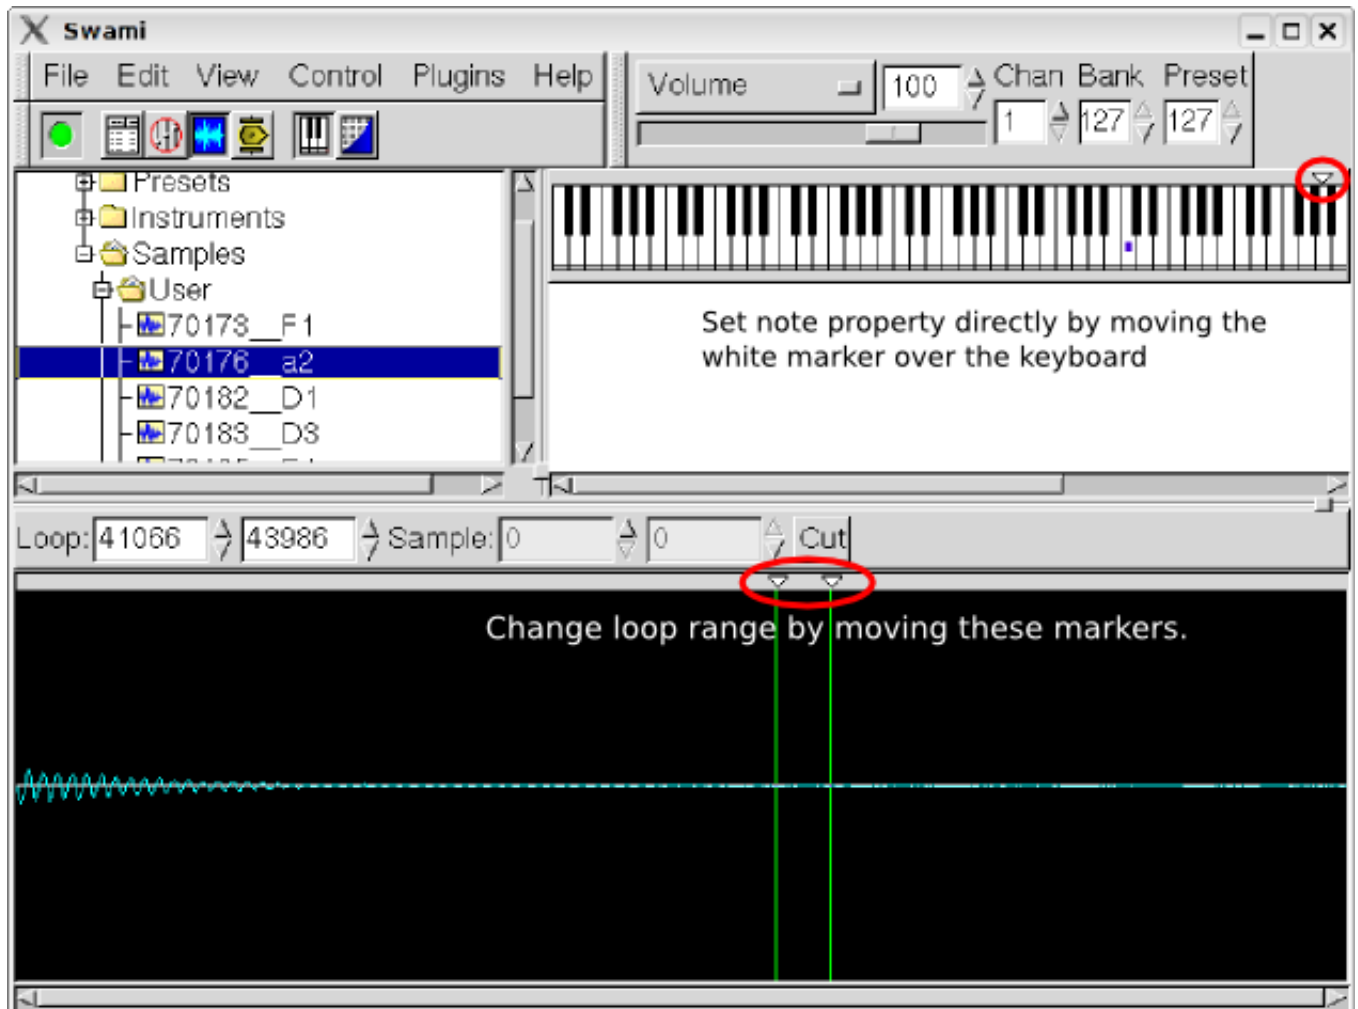 Swami
File Edit View Control Plugins Help
Volume 100 Chan Bank Preset
1 127 127
Presets
Instruments
Samples
User
70173__F1
70176__a2
70182__D1
70183__D3
Set note property directly by moving the
white marker over the keyboard
Loop: 41066 43986 Sample: 0 0 Cut
Change loop range by moving these markers.